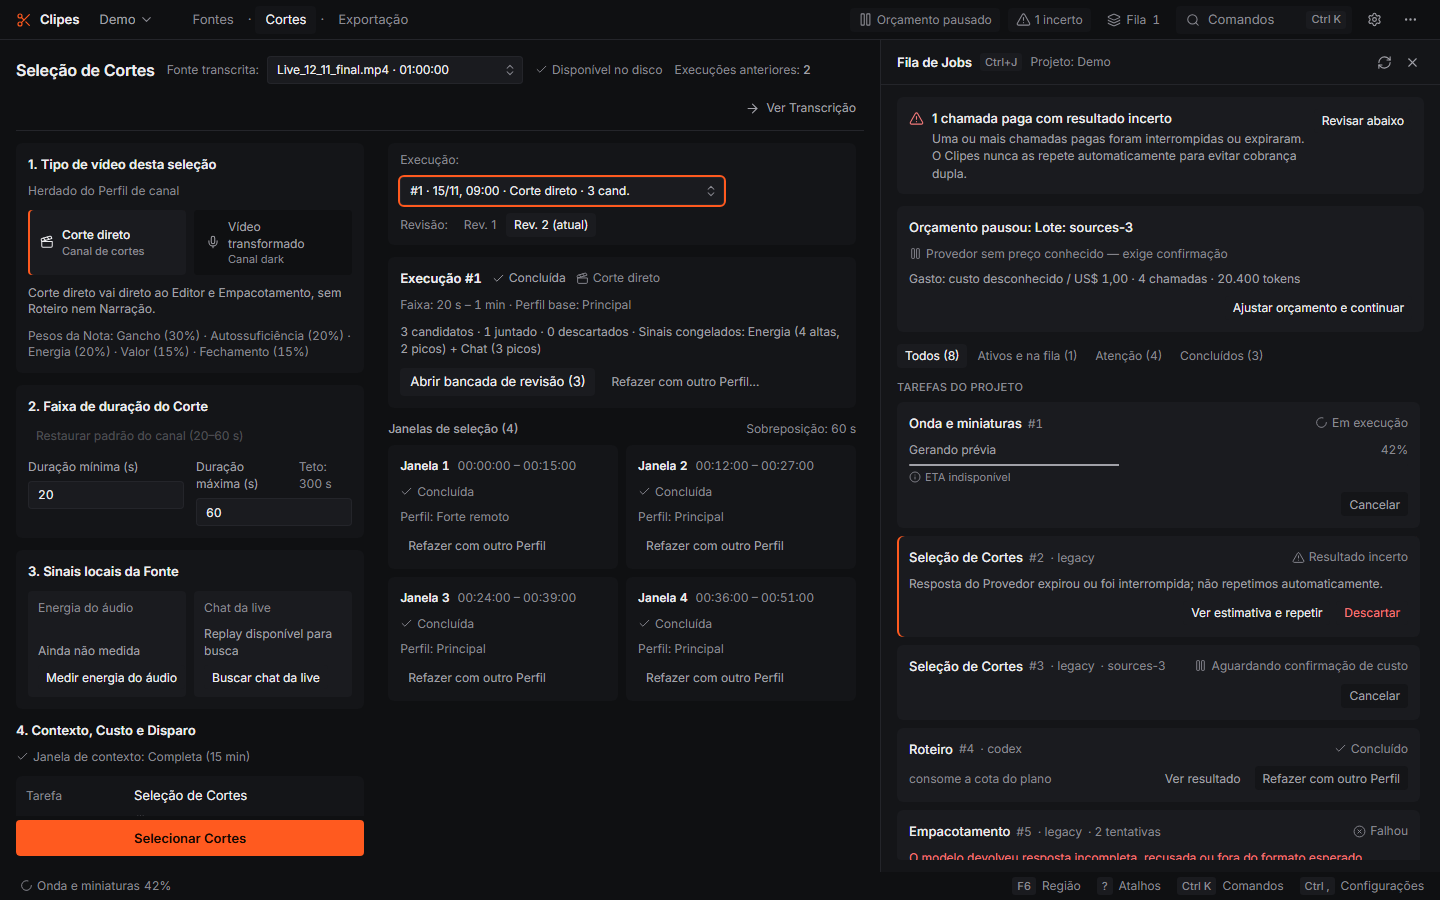 Clipes Demo Fontes · Cortes · Exportação Orçamento pausado 1 incerto Fila 1 Comandos Ctrl K
Seleção de Cortes Fonte transcrita: Live_12_11_final.mp4 · 01:00:00 Disponível no disco Execuções anteriores: 2
Ver Transcrição
1. Tipo de vídeo desta seleção
Herdado do Perfil de canal
Corte direto
Canal de cortes
Vídeo
transformado
Canal dark
Corte direto vai direto ao Editor e Empacotamento, sem
Roteiro nem Narração.
Pesos da Nota: Gancho (30%) · Autossuficiência (20%) ·
Energia (20%) · Valor (15%) · Fechamento (15%)
2. Faixa de duração do Corte
Restaurar padrão do canal (20–60 s)
Duração mínima (s)
20
Duração
máxima (s)
Teto:
300 s
60
3. Sinais locais da Fonte
Energia do áudio
Ainda não medida
Medir energia do áudio
Chat da live
Replay disponível para
busca
Buscar chat da live
4. Contexto, Custo e Disparo
Janela de contexto: Completa (15 min)
Tarefa Seleção de Cortes
Selecionar Cortes
Execução:
#1 · 15/11, 09:00 · Corte direto · 3 cand.
Revisão: Rev. 1 Rev. 2 (atual)
Execução #1 Concluída Corte direto
Faixa: 20 s – 1 min · Perfil base: Principal
3 candidatos · 1 juntado · 0 descartados · Sinais congelados: Energia (4 altas,
2 picos) + Chat (3 picos)
Abrir bancada de revisão (3) Refazer com outro Perfil...
Janelas de seleção (4) Sobreposição: 60 s
Janela 1 00:00:00 – 00:15:00
Concluída
Perfil: Forte remoto
Refazer com outro Perfil
Janela 2 00:12:00 – 00:27:00
Concluída
Perfil: Principal
Refazer com outro Perfil
Janela 3 00:24:00 – 00:39:00
Concluída
Perfil: Principal
Refazer com outro Perfil
Janela 4 00:36:00 – 00:51:00
Concluída
Perfil: Principal
Refazer com outro Perfil
Fila de Jobs Ctrl+J Projeto: Demo
1 chamada paga com resultado incerto
Uma ou mais chamadas pagas foram interrompidas ou expiraram.
O Clipes nunca as repete automaticamente para evitar cobrança
dupla.
Revisar abaixo
Orçamento pausou: Lote: sources-3
Provedor sem preço conhecido — exige confirmação
Gasto: custo desconhecido / US$ 1,00 · 4 chamadas · 20.400 tokens
Ajustar orçamento e continuar
Todos (8) Ativos e na fila (1) Atenção (4) Concluídos (3)
TAREFAS DO PROJETO
Onda e miniaturas #1 Em execução
Gerando prévia 42%
ETA indisponível
Cancelar
Seleção de Cortes #2 · legacy Resultado incerto
Resposta do Provedor expirou ou foi interrompida; não repetimos automaticamente.
Ver estimativa e repetir Descartar
Seleção de Cortes #3 · legacy · sources-3 Aguardando confirmação de custo
Cancelar
Roteiro #4 · codex Concluído
consome a cota do plano Ver resultado Refazer com outro Perfil
Empacotamento #5 · legacy · 2 tentativas Falhou
O modelo devolveu resposta incompleta, recusada ou fora do formato esperado
Onda e miniaturas 42% F6 Região ? Atalhos Ctrl K Comandos Ctrl , Configurações